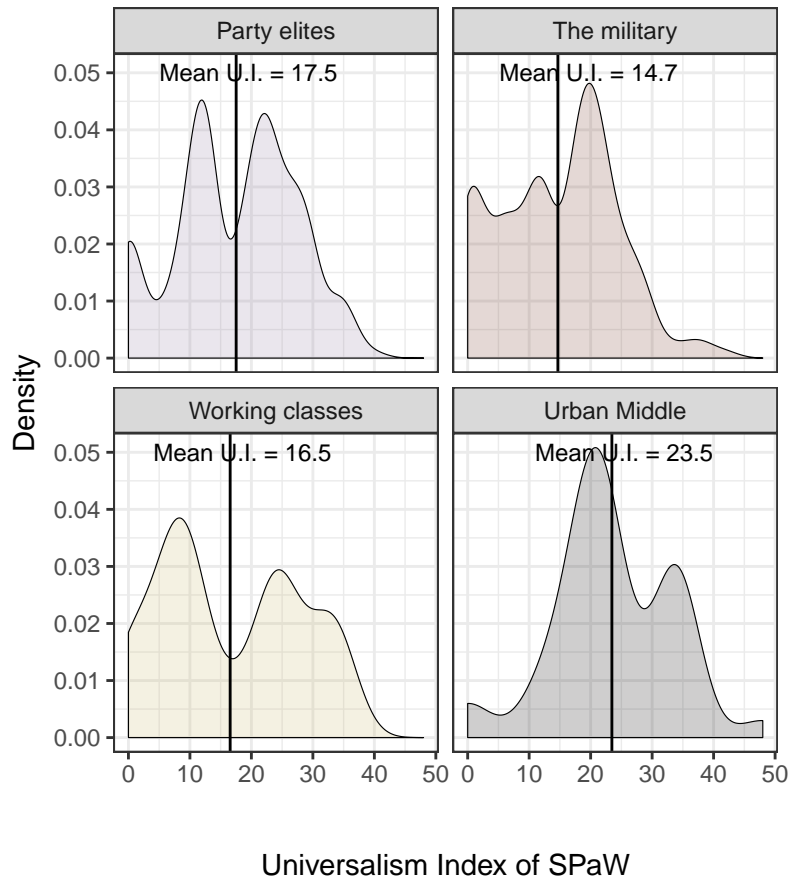 Party elites
The military
Mean U.I. = 17.5
Mean U.I. = 14.7
0.05
0.04
0.03
0.02
0.01
0.00
Working classes
Urban Middle
Mean U.I. = 16.5
Mean U.I. = 23.5
0.05
0.04
0.03
0.02
0.01
0.00
Density
0 10 20 30 40 50
0 10 20 30 40 50
Universalism Index of SPaW